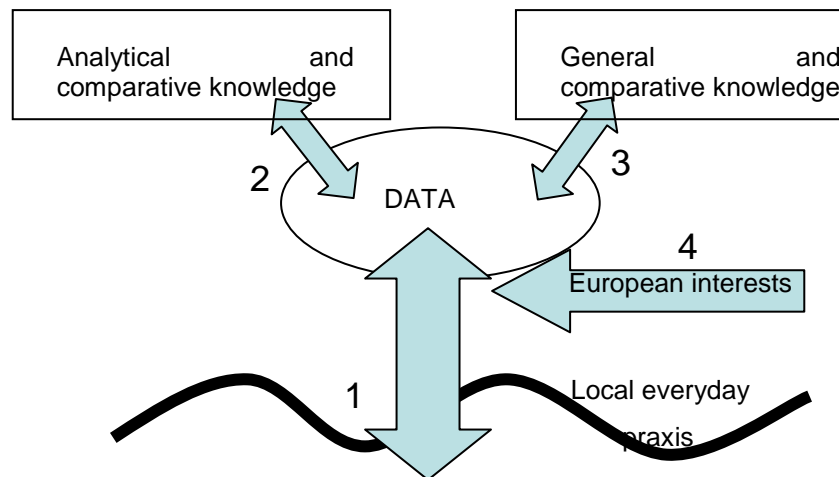 Analytical and
comparative knowledge
General and
comparative knowledge
2
3
DATA
4
European interests
1
Local everyday
praxis